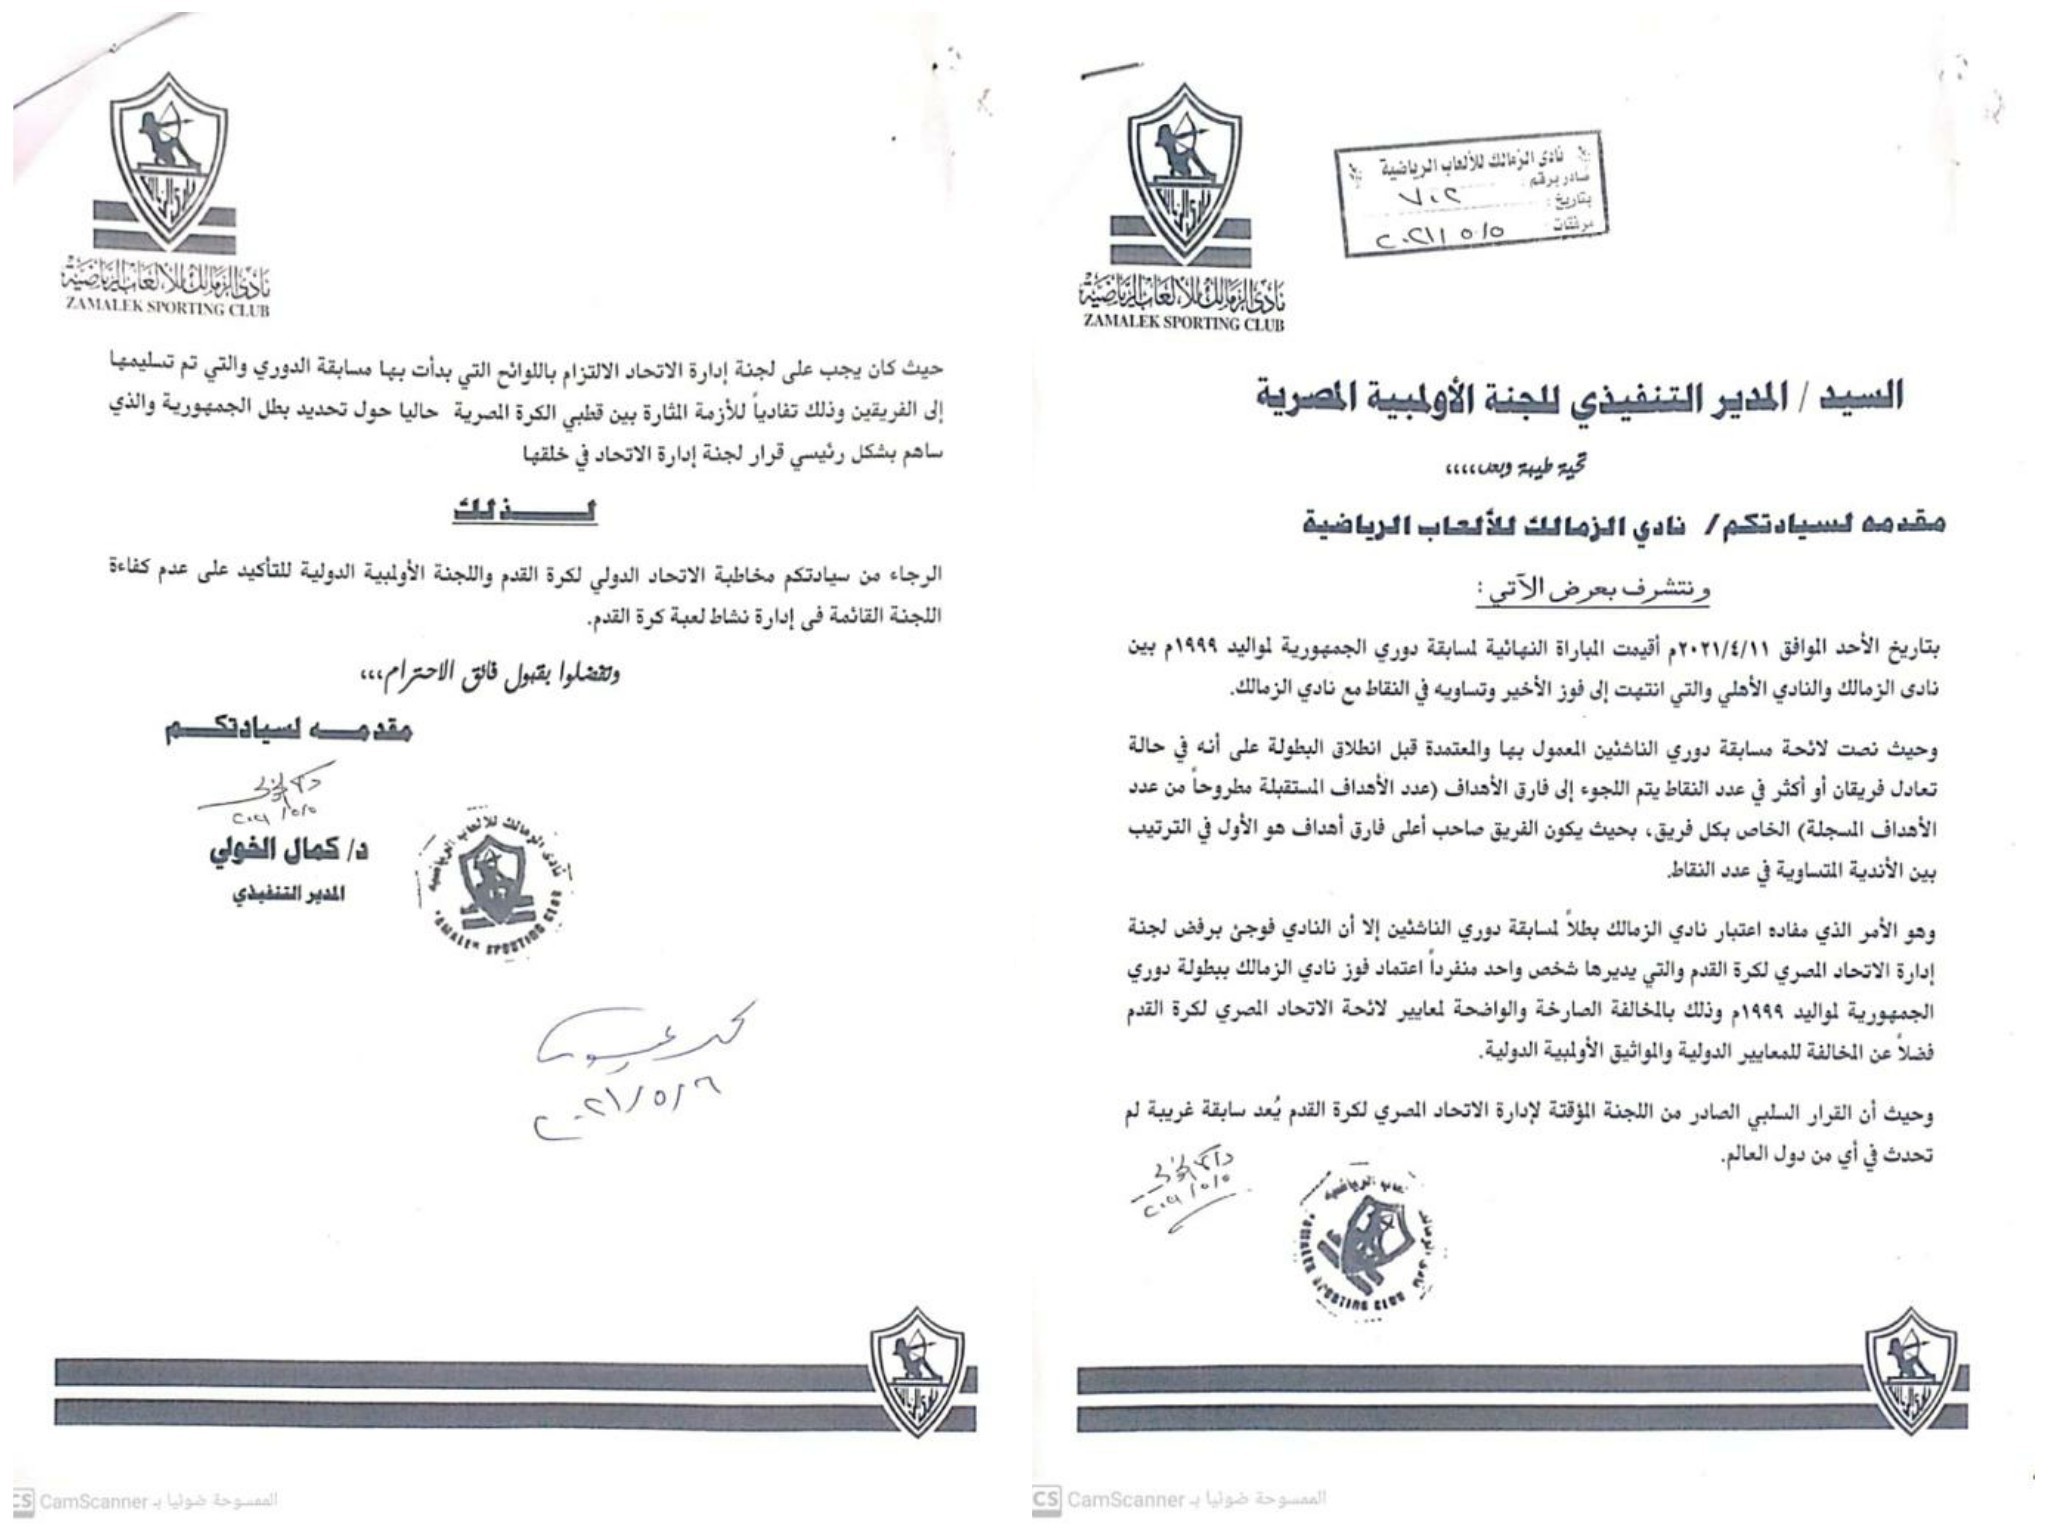 نادي الزمالك للألعاب الرياضية
ZAMALEK SPORTING CLUB
نادى الزمالك للألعاب الرياضية
صادر برقم : ٧٠٢
بتاريخ :
مرفقات : ٢٠٢١/٥/٥
السيد / المدير التنفيذي للجنة الأولمبية المصرية
تحية طيبة وبعد،،،،
مقدمه لسيادتكم/ نادي الزمالك للألعاب الرياضية
ونتشرف بعرض الآتي :
بتاريخ الأحد الموافق ٢٠٢١/٤/١١م أقيمت المباراة النهائية لمسابقة دوري الجمهورية لمواليد ١٩٩٩م بين
نادى الزمالك والنادي الأهلي والتي انتهت إلى فوز الأخير وتساويه في النقاط مع نادي الزمالك.
وحيث نصت لائحة مسابقة دوري الناشئين المعمول بها والمعتمدة قبل انطلاق البطولة على أنه في حالة
تعادل فريقان أو أكثر في عدد النقاط يتم اللجوء إلى فارق الأهداف (عدد الأهداف المستقبلة مطروحاً من عدد
الأهداف المسجلة) الخاص بكل فريق، بحيث يكون الفريق صاحب أعلى فارق أهداف هو الأول في الترتيب
بين الأندية المتساوية في عدد النقاط.
وهو الأمر الذي مفاده اعتبار نادي الزمالك بطلاً لمسابقة دوري الناشئين إلا أن النادي فوجئ برفض لجنة
إدارة الاتحاد المصري لكرة القدم والتي يديرها شخص واحد منفرداً اعتماد فوز نادي الزمالك ببطولة دوري
الجمهورية لمواليد ١٩٩٩م وذلك بالمخالفة الصارخة والواضحة لمعايير لائحة الاتحاد المصري لكرة القدم
فضلاً عن المخالفة للمعايير الدولية والمواثيق الأولمبية الدولية.
وحيث أن القرار السلبي الصادر من اللجنة المؤقتة لإدارة الاتحاد المصري لكرة القدم يُعد سابقة غريبة لم
تحدث في أي من دول العالم.
٢٠٢١/٥/٥
نادى الزمالك للألعاب الرياضية
ZAMALEK SPORTING CLUB
CS CamScanner الممسوحة ضوئيا بـ
نادي الزمالك للألعاب الرياضية
ZAMALEK SPORTING CLUB
حيث كان يجب على لجنة إدارة الاتحاد الالتزام باللوائح التي بدأت بها مسابقة الدوري والتي تم تسليمها
إلى الفريقين وذلك تفادياً للأزمة المثارة بين قطبي الكرة المصرية حاليا حول تحديد بطل الجمهورية والذي
ساهم بشكل رئيسي قرار لجنة إدارة الاتحاد في خلقها
لــــذلك
الرجاء من سيادتكم مخاطبة الاتحاد الدولي لكرة القدم واللجنة الأولمبية الدولية للتأكيد على عدم كفاءة
اللجنة القائمة فى إدارة نشاط لعبة كرة القدم.
وتفضلوا بقبول فائق الاحترام،،،
مقدمـــه لسيادتكـــم
٢٠٢١/٥/٥
د/ كمال الخولي
المدير التنفيذي
نادى الزمالك للألعاب الرياضية
ZAMALEK SPORTING CLUB
٢٠٢١/٥/٦
CS CamScanner الممسوحة ضوئيا بـ